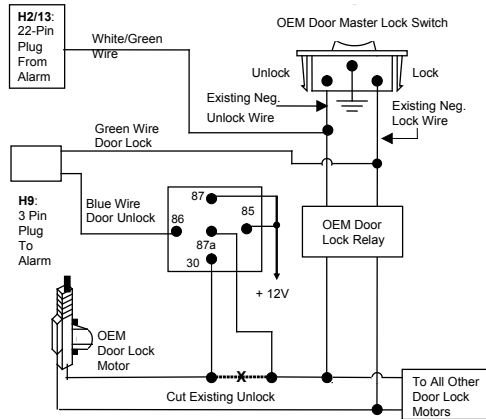 H2/13:
22-Pin
Plug
From
Alarm
White/Green
Wire
OEM Door Master Lock Switch
Unlock
Lock
Existing Neg.
Unlock Wire
Existing Neg.
Lock Wire
Green Wire
Door Lock
H9:
3 Pin
Plug
To
Alarm
Blue Wire
Door Unlock
87
86
85
87a
30
+ 12V
OEM Door
Lock Relay
OEM
Door Lock
Motor
X
Cut Existing Unlock
To All Other
Door Lock
Motors